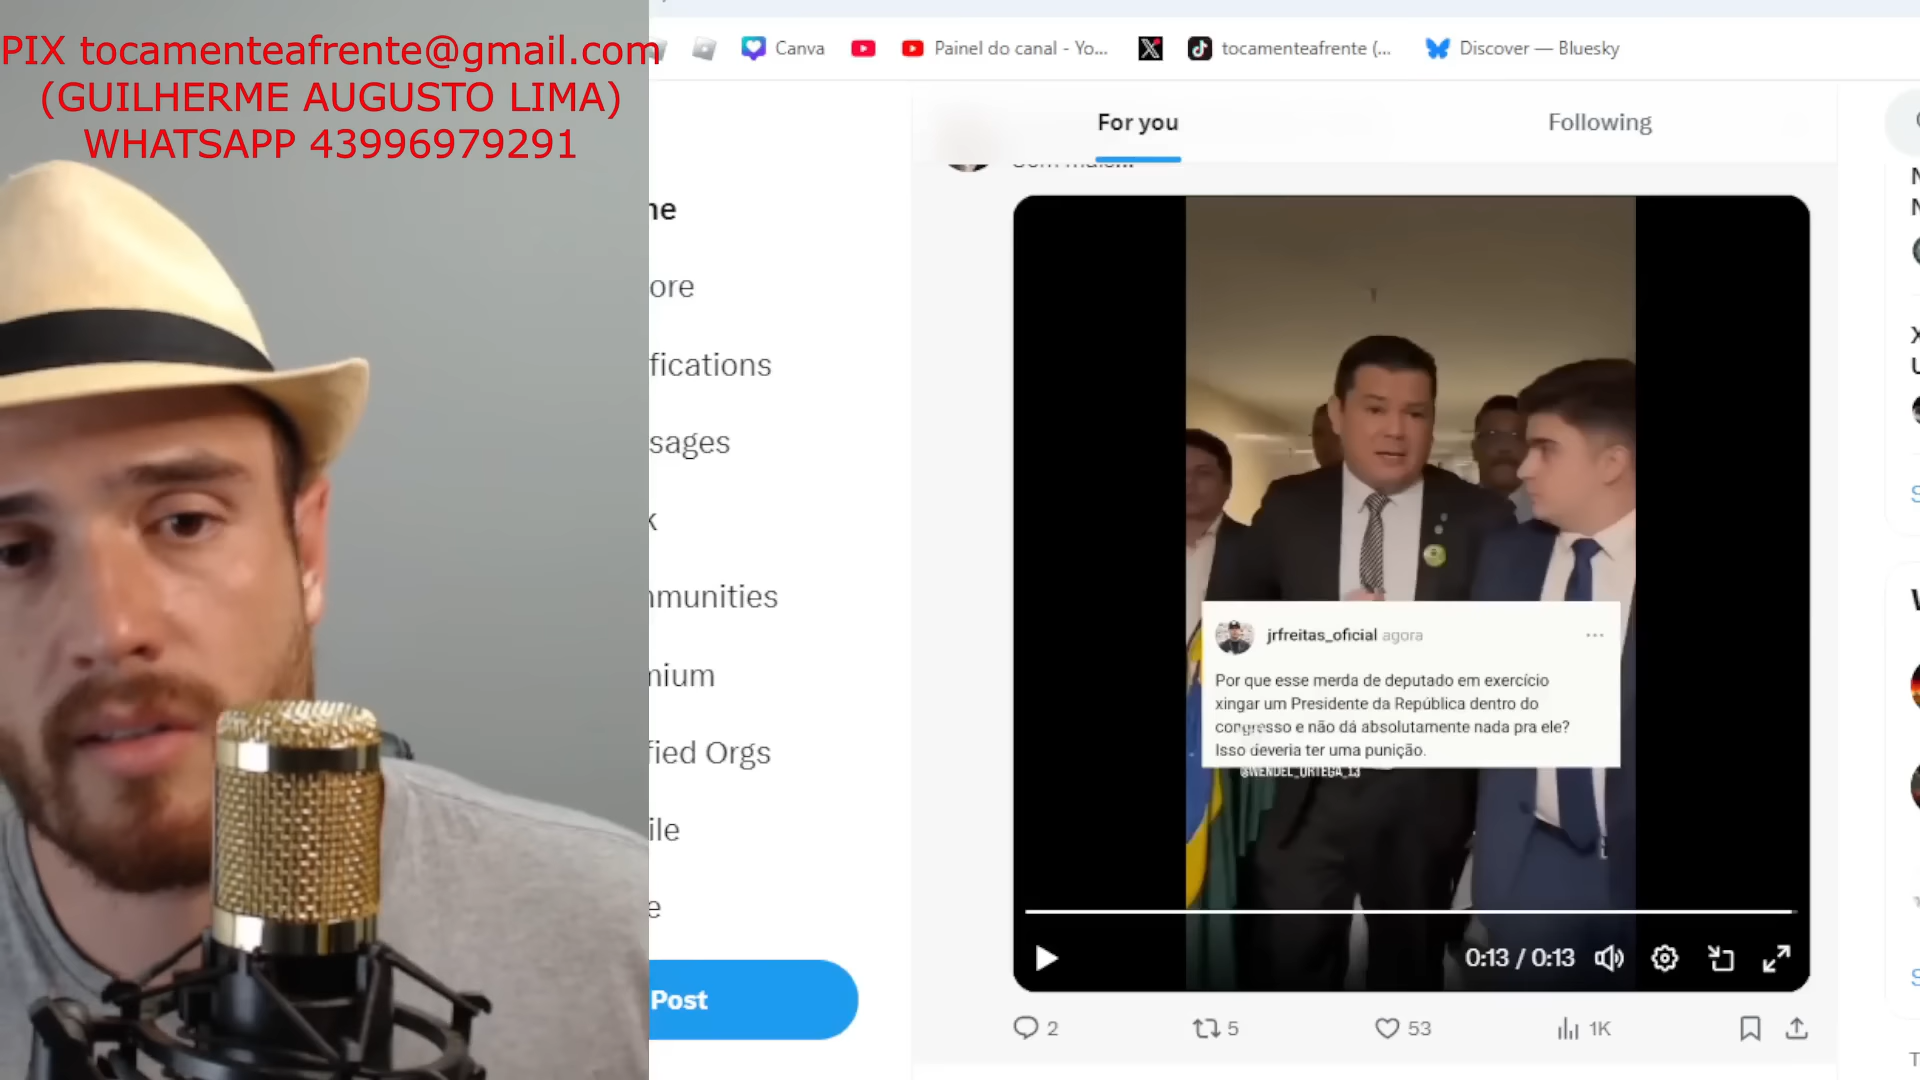 PIX tocamenteafrente@gmail.com
(GUILHERME AUGUSTO LIMA)
WHATSAPP 43996979291
Canva
Painel do canal - Yo...
tocamenteafrente (...
Discover — Bluesky
For you
Following
me
ore
fications
sages
k
munities
mium
fied Orgs
ile
e
Post
jrfreitas_oficial agora
Por que esse merda de deputado em exercício
xingar um Presidente da República dentro do
congresso e não dá absolutamente nada pra ele?
Isso deveria ter uma punição.
@WENDEL_ORTEGA_13
0:13 / 0:13
2
5
53
1K